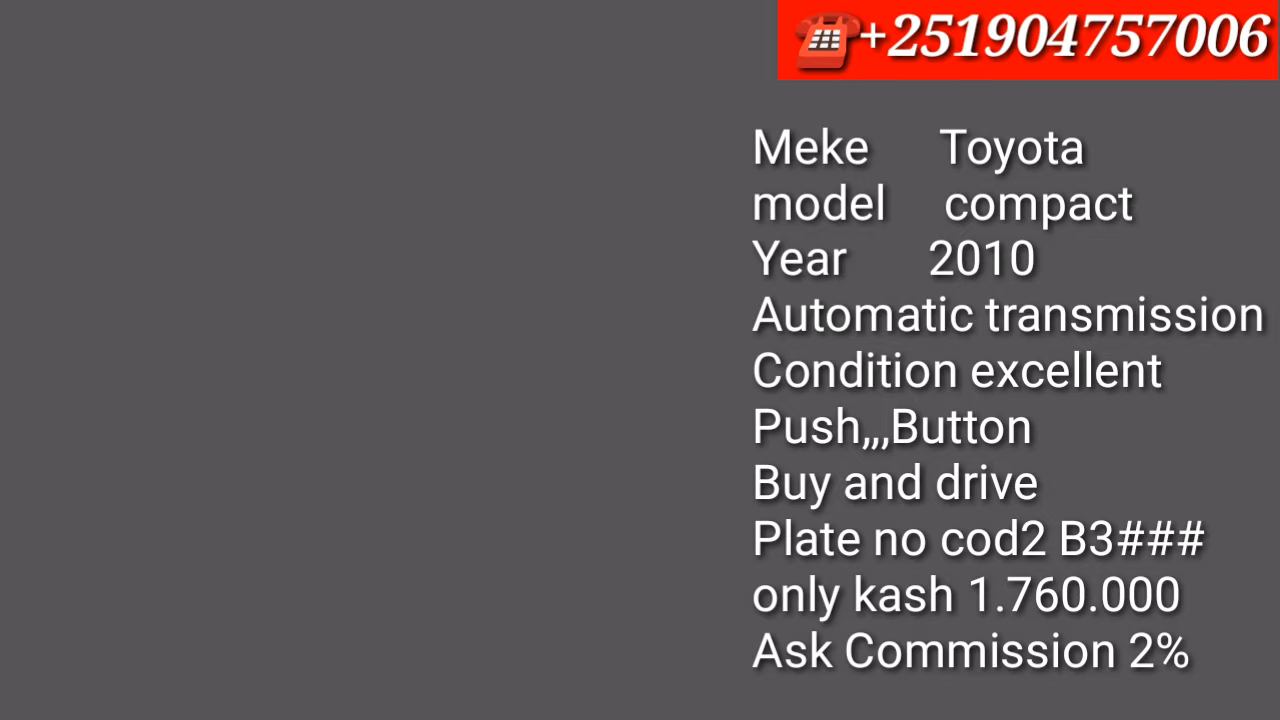 ☎️+251904757006
Meke Toyota
model compact
Year 2010
Automatic transmission
Condition excellent
Push,,,Button
Buy and drive
Plate no cod2 B3###
only kash 1.760.000
Ask Commission 2%